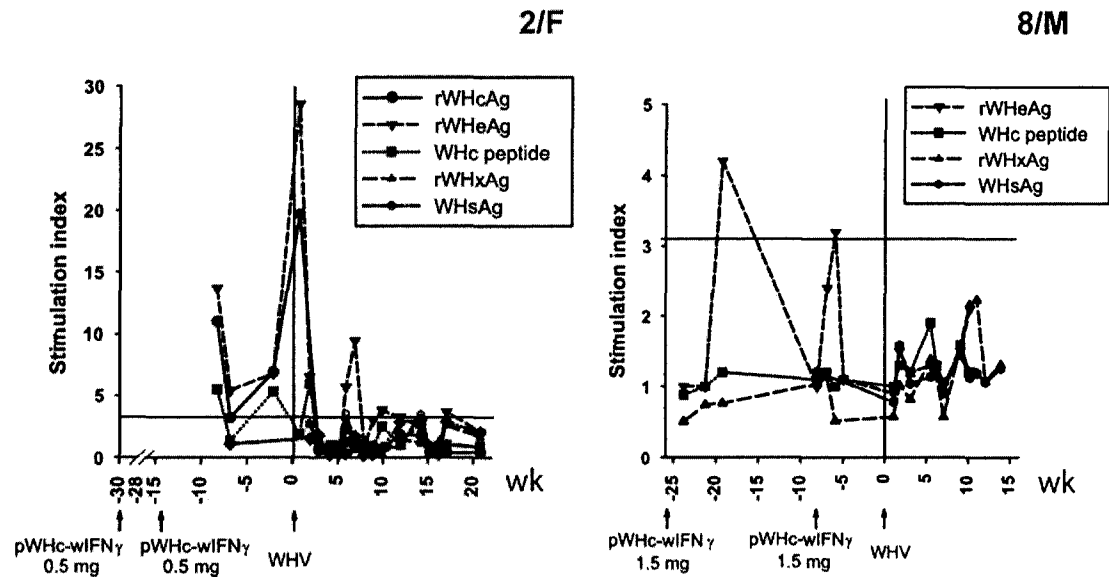 2/F
8/M
rWHcAg
rWHeAg
WHc peptide
rWHxAg
WHsAg
Stimulation index
30
25
20
15
10
5
0
-30
-28
-15
-10
-5
0
5
10
15
20
wk
pWHc-wIFNγ
0.5 mg
pWHc-wIFNγ
0.5 mg
WHV
rWHeAg
WHc peptide
rWHxAg
WHsAg
Stimulation index
5
4
3
2
1
0
-25
-20
-15
-10
-5
0
5
10
15
wk
pWHc-wIFN γ
1.5 mg
pWHc-wIFN γ
1.5 mg
WHV